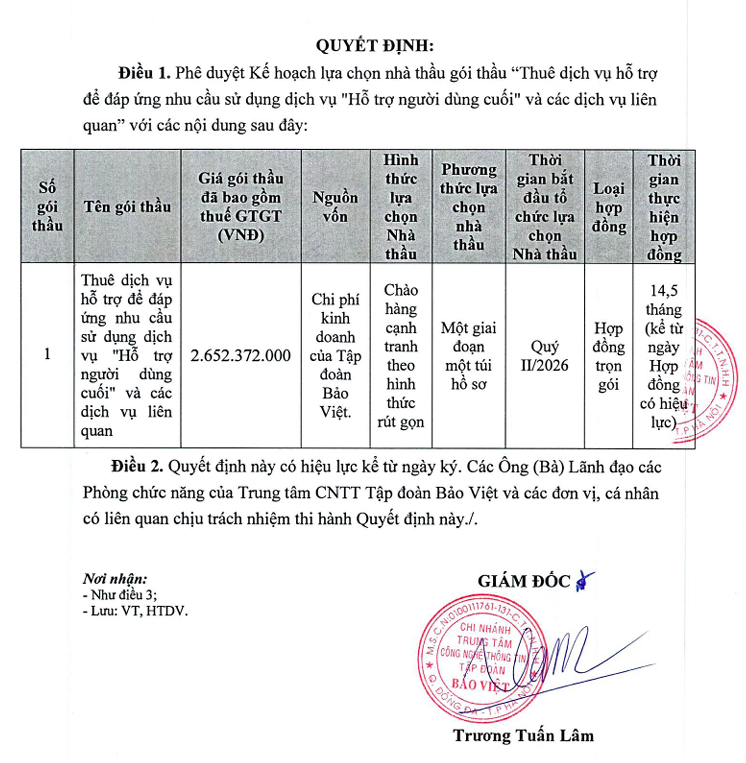 QUYẾT ĐỊNH:
Điều 1. Phê duyệt Kế hoạch lựa chọn nhà thầu gói thầu “Thuê dịch vụ hỗ trợ
để đáp ứng nhu cầu sử dụng dịch vụ "Hỗ trợ người dùng cuối" và các dịch vụ liên
quan” với các nội dung sau đây:
Số
gói
thầu
Tên gói thầu
Giá gói thầu
đã bao gồm
thuế GTGT
(VNĐ)
Nguồn
vốn
Hình
thức
lựa
chọn
Nhà
thầu
Phương
thức lựa
chọn
nhà
thầu
Thời
gian bắt
đầu tổ
chức lựa
chọn
Nhà thầu
Loại
hợp
đồng
Thời
gian
thực
hiện
hợp
đồng
1
Thuê dịch vụ
hỗ trợ để đáp
ứng nhu cầu
sử dụng dịch
vụ "Hỗ trợ
người dùng
cuối" và các
dịch vụ liên
quan
2.652.372.000
Chi phí
kinh
doanh
của Tập
đoàn
Bảo
Việt.
Chào
hàng
cạnh
tranh
theo
hình
thức
rút gọn
Một giai
đoạn
một túi
hồ sơ
Quý
II/2026
Hợp
đồng
trọn
gói
14,5
tháng
(kể từ
ngày
Hợp
đồng
có hiệu
lực)
Điều 2. Quyết định này có hiệu lực kể từ ngày ký. Các Ông (Bà) Lãnh đạo các
Phòng chức năng của Trung tâm CNTT Tập đoàn Bảo Việt và các đơn vị, cá nhân
có liên quan chịu trách nhiệm thi hành Quyết định này./.
Nơi nhận:
- Như điều 3;
- Lưu: VT, HTDV.
GIÁM ĐỐC
M.S.C.N:0100111761-131-C.T.T.N.H.H
CHI NHÁNH
TRUNG TÂM
CÔNG NGHỆ THÔNG TIN
TẬP ĐOÀN
BẢO VIỆT
Q. ĐỐNG ĐA - T.P HÀ NỘI
Trương Tuấn Lâm